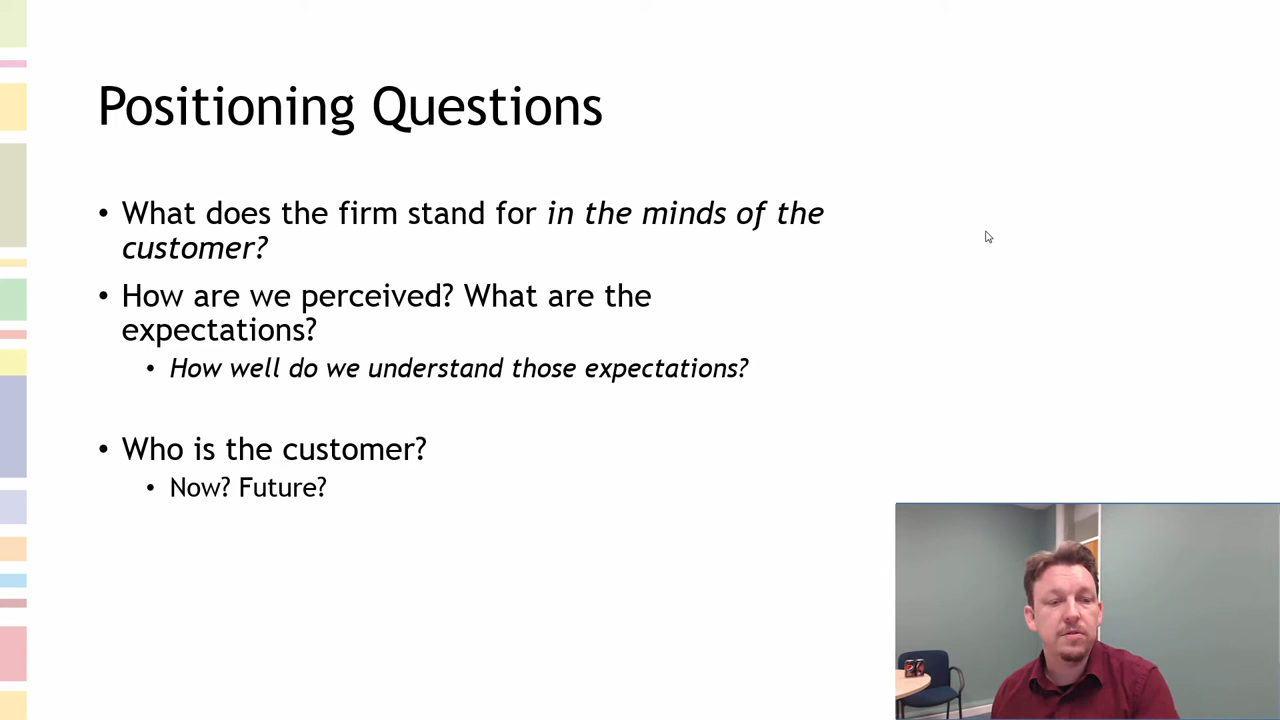 Positioning Questions
• What does the firm stand for in the minds of the
customer?
• How are we perceived? What are the
expectations?
• How well do we understand those expectations?
• Who is the customer?
• Now? Future?